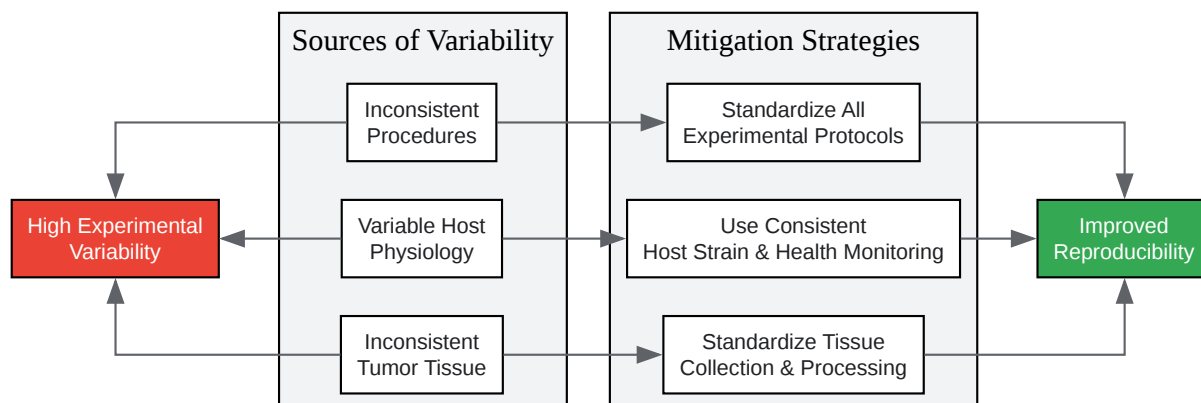 Sources of Variability
Mitigation Strategies
Inconsistent
Procedures
Standardize All
Experimental Protocols
High Experimental
Variability
Variable Host
Physiology
Use Consistent
Host Strain & Health Monitoring
Improved
Reproducibility
Inconsistent
Tumor Tissue
Standardize Tissue
Collection & Processing